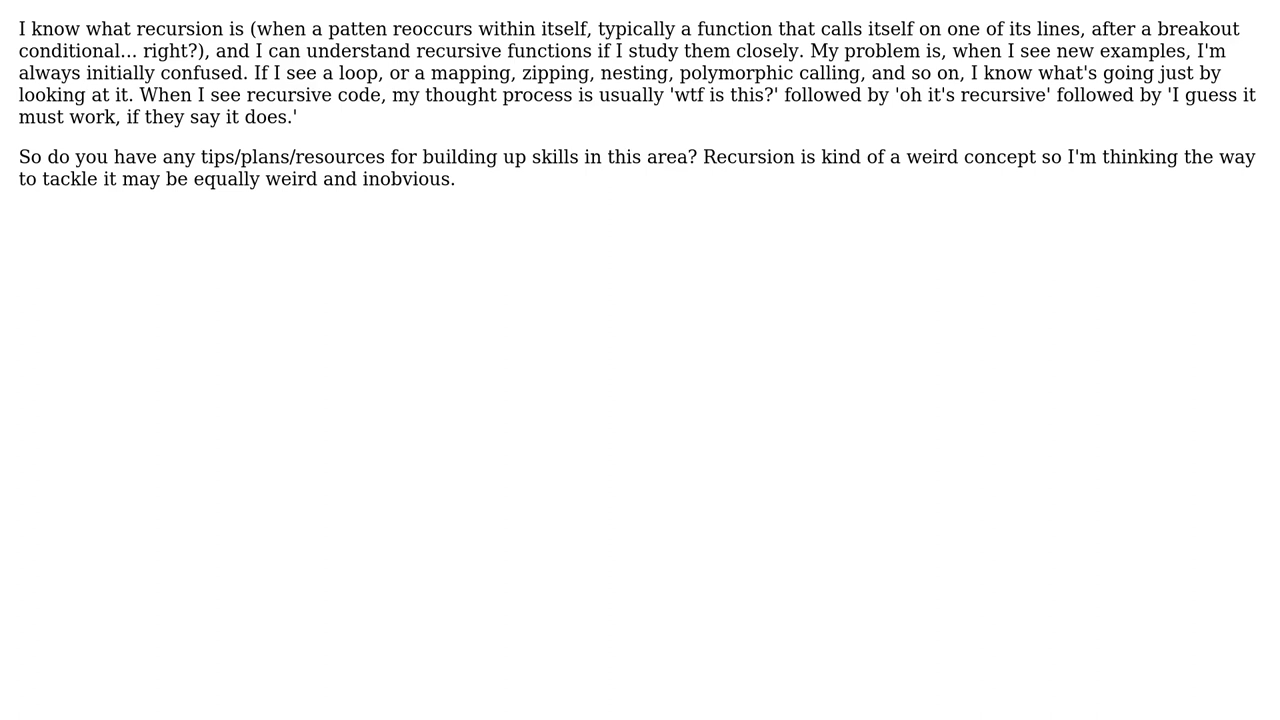 I know what recursion is (when a patten reoccurs within itself, typically a function that calls itself on one of its lines, after a breakout
conditional... right?), and I can understand recursive functions if I study them closely. My problem is, when I see new examples, I'm
always initially confused. If I see a loop, or a mapping, zipping, nesting, polymorphic calling, and so on, I know what's going just by
looking at it. When I see recursive code, my thought process is usually 'wtf is this?' followed by 'oh it's recursive' followed by 'I guess it
must work, if they say it does.'
So do you have any tips/plans/resources for building up skills in this area? Recursion is kind of a weird concept so I'm thinking the way
to tackle it may be equally weird and inobvious.